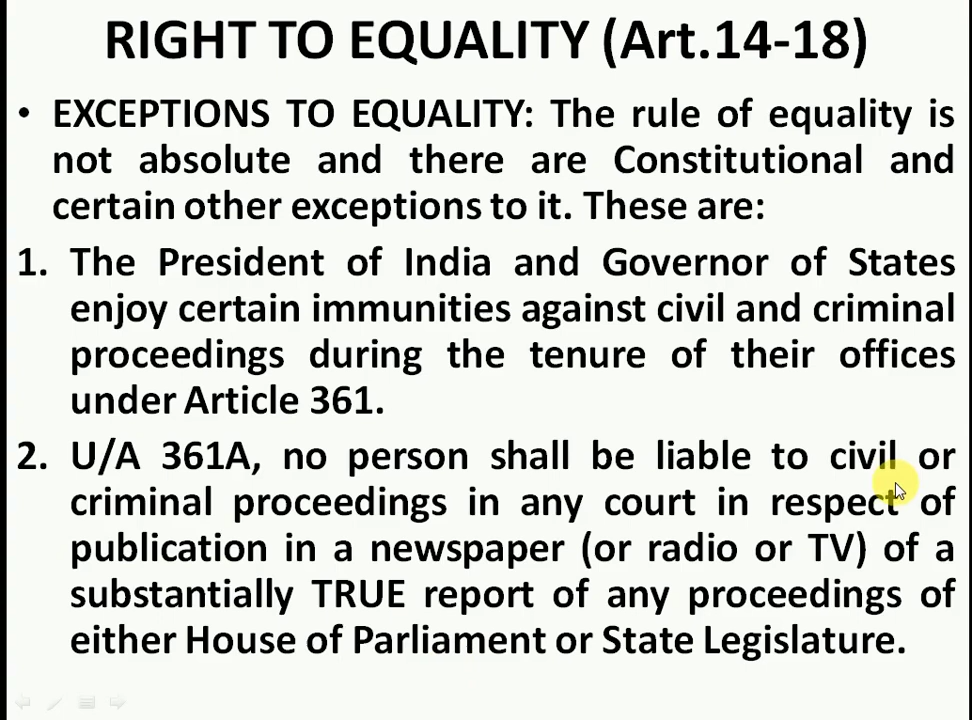 RIGHT TO EQUALITY (Art.14-18)
• EXCEPTIONS TO EQUALITY: The rule of equality is
not absolute and there are Constitutional and
certain other exceptions to it. These are:
1. The President of India and Governor of States
enjoy certain immunities against civil and criminal
proceedings during the tenure of their offices
under Article 361.
2. U/A 361A, no person shall be liable to civil or
criminal proceedings in any court in respect of
publication in a newspaper (or radio or TV) of a
substantially TRUE report of any proceedings of
either House of Parliament or State Legislature.